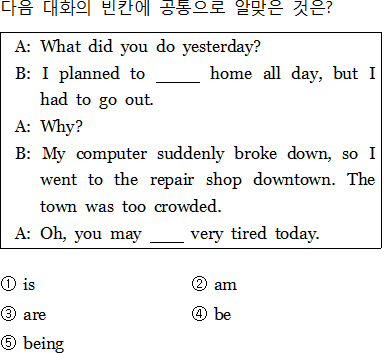 다음 대화의 빈칸에 공통으로 알맞은 것은?
A: What did you do yesterday?
B: I planned to _____ home all day, but I
had to go out.
A: Why?
B: My computer suddenly broke down, so I
went to the repair shop downtown. The
town was too crowded.
A: Oh, you may ____ very tired today.
① is ② am
③ are ④ be
⑤ being